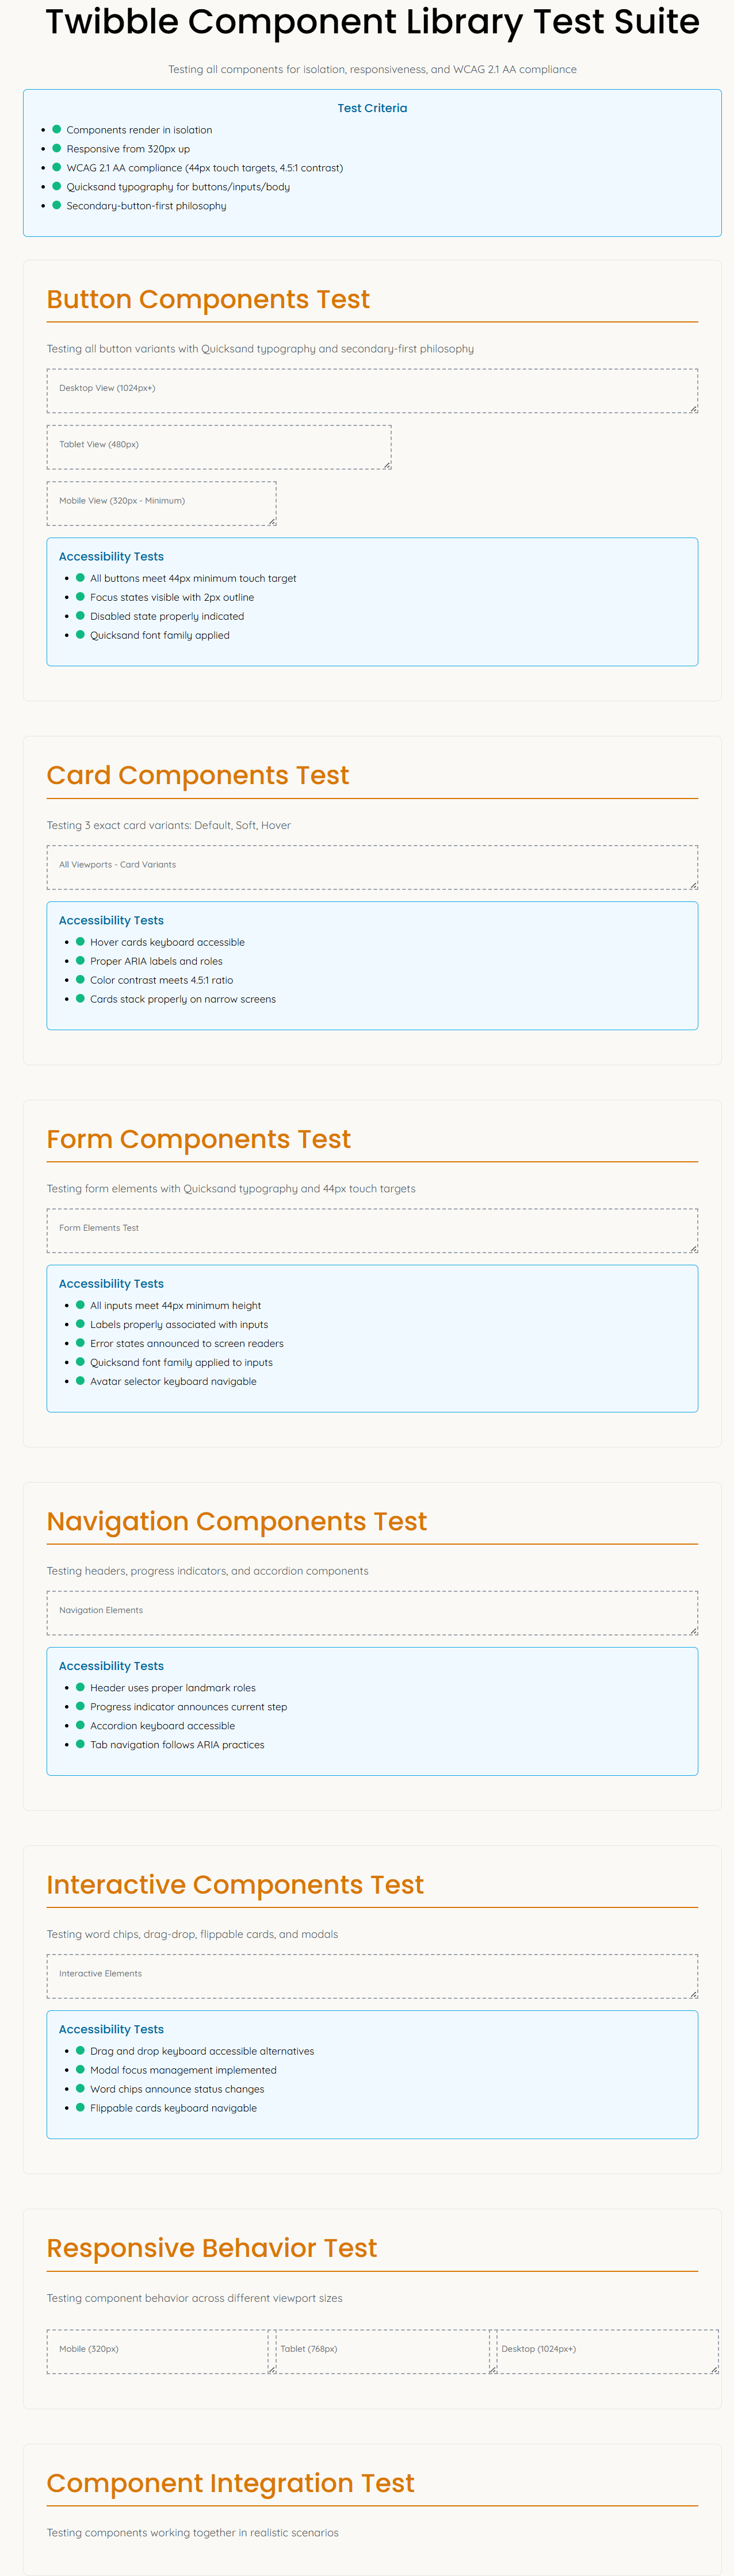 Twibble Component Library Test Suite
Testing all components for isolation, responsiveness, and WCAG 2.1 AA compliance
Test Criteria
Components render in isolation
Responsive from 320px up
WCAG 2.1 AA compliance (44px touch targets, 4.5:1 contrast)
Quicksand typography for buttons/inputs/body
Secondary-button-first philosophy
Button Components Test
Testing all button variants with Quicksand typography and secondary-first philosophy
Desktop View (1024px+)
Tablet View (480px)
Mobile View (320px - Minimum)
Accessibility Tests
All buttons meet 44px minimum touch target
Focus states visible with 2px outline
Disabled state properly indicated
Quicksand font family applied
Card Components Test
Testing 3 exact card variants: Default, Soft, Hover
All Viewports - Card Variants
Accessibility Tests
Hover cards keyboard accessible
Proper ARIA labels and roles
Color contrast meets 4.5:1 ratio
Cards stack properly on narrow screens
Form Components Test
Testing form elements with Quicksand typography and 44px touch targets
Form Elements Test
Accessibility Tests
All inputs meet 44px minimum height
Labels properly associated with inputs
Error states announced to screen readers
Quicksand font family applied to inputs
Avatar selector keyboard navigable
Navigation Components Test
Testing headers, progress indicators, and accordion components
Navigation Elements
Accessibility Tests
Header uses proper landmark roles
Progress indicator announces current step
Accordion keyboard accessible
Tab navigation follows ARIA practices
Interactive Components Test
Testing word chips, drag-drop, flippable cards, and modals
Interactive Elements
Accessibility Tests
Drag and drop keyboard accessible alternatives
Modal focus management implemented
Word chips announce status changes
Flippable cards keyboard navigable
Responsive Behavior Test
Testing component behavior across different viewport sizes
Mobile (320px)
Tablet (768px)
Desktop (1024px+)
Component Integration Test
Testing components working together in realistic scenarios